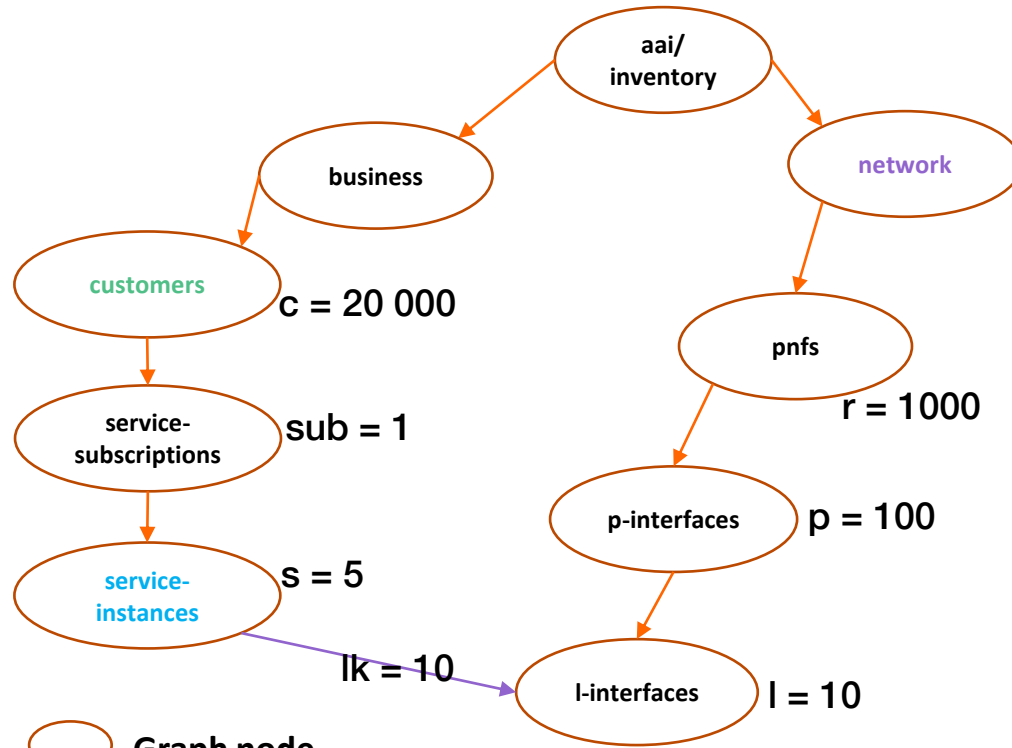 aai/
inventory
business
network
customers
c = 20 000
pnfs
r = 1000
service-
subscriptions
sub = 1
p-interfaces
p = 100
service-
instances
s = 5
lk = 10
l-interfaces
l = 10
Graph node